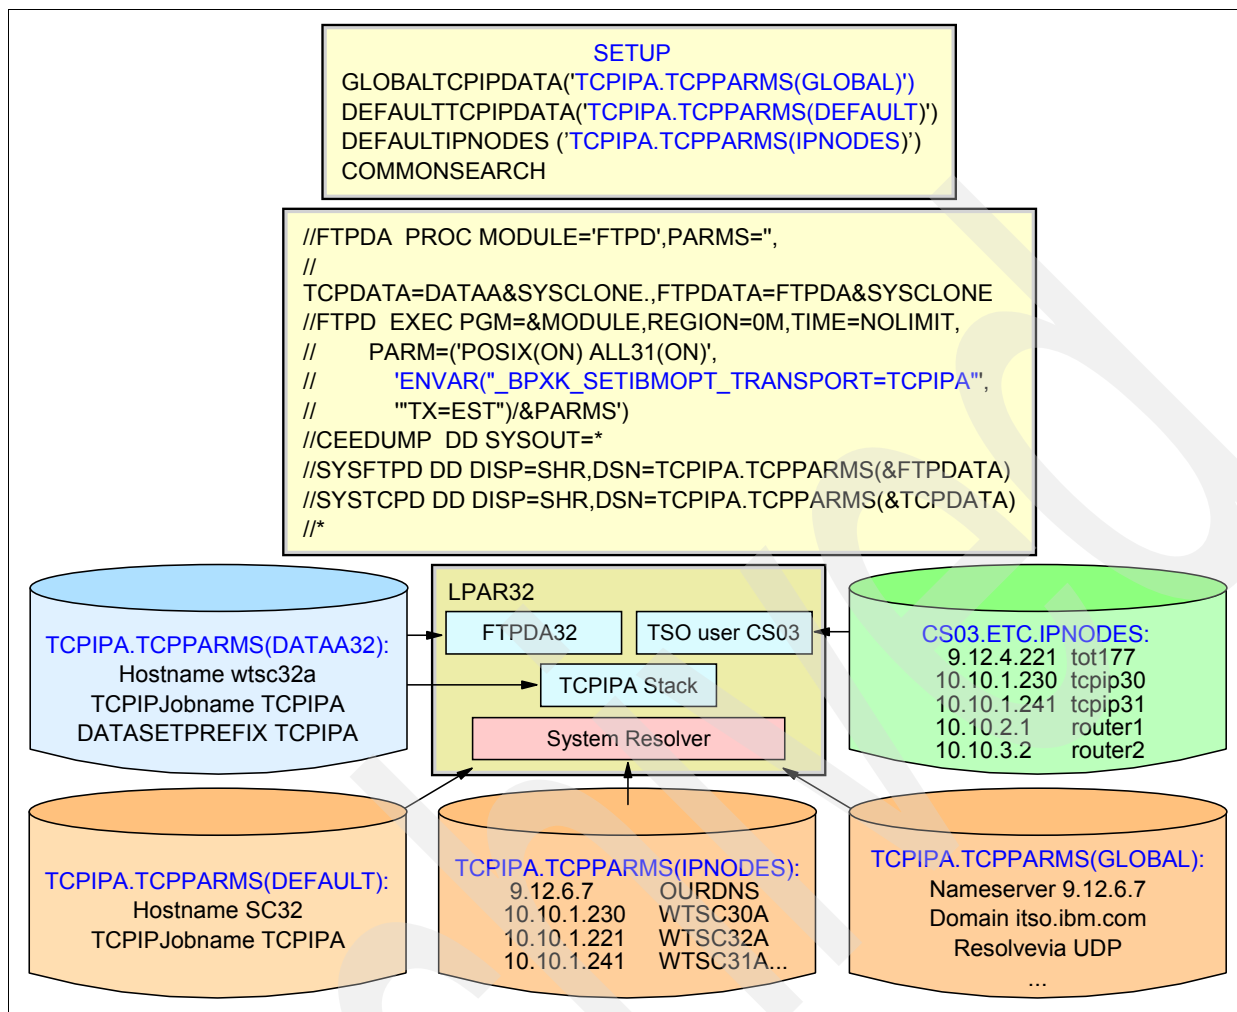 SETUP
GLOBALTCPIPDATA('TCPIPA.TCPPARMS(GLOBAL)')
DEFAULTTCPIPDATA('TCPIPA.TCPPARMS(DEFAULT)')
DEFAULTIPNODES ('TCPIPA.TCPPARMS(IPNODES)')
COMMONSEARCH
//FTPDA PROC MODULE='FTPD',PARMS='',
//
TCPDATA=DATAA&SYSCLONE.,FTPDATA=FTPDA&SYSCLONE
//FTPD EXEC PGM=&MODULE,REGION=0M,TIME=NOLIMIT,
// PARM=('POSIX(ON) ALL31(ON)',
// 'ENVAR("_BPXK_SETIBMOPT_TRANSPORT=TCPIPA"',
// '"TX=EST")/&PARMS')
//CEEDUMP DD SYSOUT=*
//SYSFTPD DD DISP=SHR,DSN=TCPIPA.TCPPARMS(&FTPDATA)
//SYSTCPD DD DISP=SHR,DSN=TCPIPA.TCPPARMS(&TCPDATA)
//*
TCPIPA.TCPPARMS(DATAA32):
Hostname wtsc32a
TCPIPJobname TCPIPA
DATASETPREFIX TCPIPA
LPAR32
FTPDA32
TSO user CS03
TCPIPA Stack
System Resolver
CS03.ETC.IPNODES:
9.12.4.221 tot177
10.10.1.230 tcpip30
10.10.1.241 tcpip31
10.10.2.1 router1
10.10.3.2 router2
TCPIPA.TCPPARMS(DEFAULT):
Hostname SC32
TCPIPJobname TCPIPA
TCPIPA.TCPPARMS(IPNODES):
9.12.6.7 OURDNS
10.10.1.230 WTSC30A
10.10.1.221 WTSC32A
10.10.1.241 WTSC31A...
TCPIPA.TCPPARMS(GLOBAL):
Nameserver 9.12.6.7
Domain itso.ibm.com
Resolvevia UDP
...